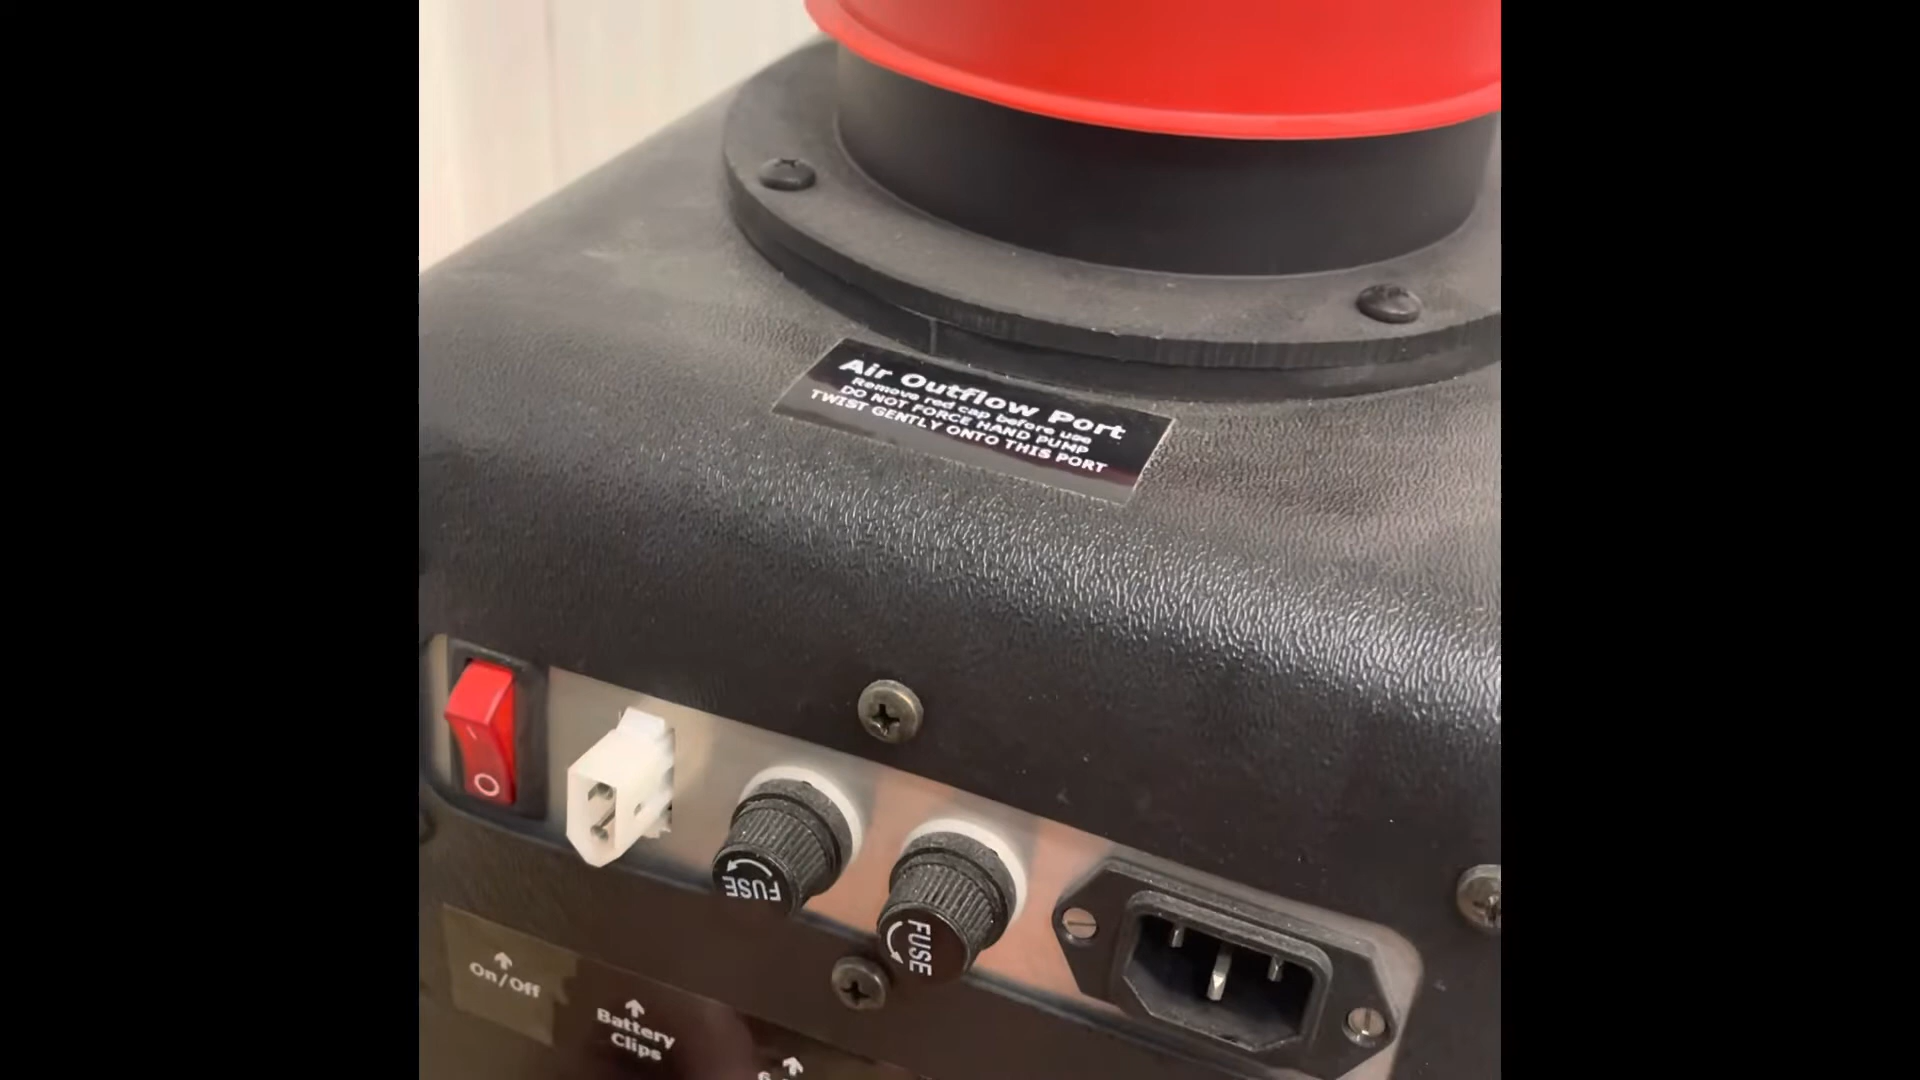 Air Outflow Port
Remove red cap before use
DO NOT FORCE HAND PUMP
TWIST GENTLY ONTO THIS PORT
FUSE
FUSE
On/Off
Battery
Clips